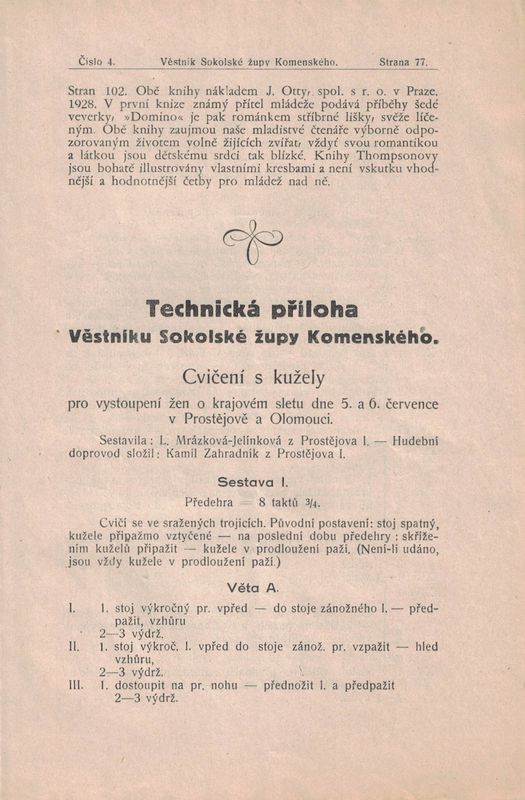 Číslo 4. Věstník Sokolské župy Komenského. Strana 77.
Stran 102. Obě knihy nákladem J. Otty, spol. s r. o. v Praze,
1928. V první knize známý přítel mládeže podává příběhy šedé
veverky, »Domino« je pak románkem stříbrné lišky, svěže líče-
ným. Obě knihy zaujmou naše mladistvé čtenáře výborně odpo-
zorovaným životem volně žijících zvířat, vždyť svou romantikou
a látkou jsou dětskému srdci tak blízké. Knihy Thompsonovy
jsou bohatě illustrovány vlastními kresbami a není vskutku vhod-
nější a hodnotnější četby pro mládež nad ně.
Technická příloha
Věstníku Sokolské župy Komenského.
Cvičení s kužely
pro vystoupení žen o krajovém sletu dne 5. a 6. července
v Prostějově a Olomouci.
Sestavila: L. Mrázková-Jelínková z Prostějova I. — Hudební
doprovod složil: Kamil Zahradník z Prostějova I.
Sestava I.
Předehra = 8 taktů 3/4.
Cvičí se ve sražených trojicích. Původní postavení: stoj spatný,
kužele připažmo vztyčené — na poslední dobu předehry: skříže-
ním kuželů připažit — kužele v prodloužení paží. (Není-li udáno,
jsou vždy kužele v prodloužení paží.)
Věta A.
I. 1. stoj výkročný pr. vpřed — do stoje zánožného l. — před-
pažit, vzhůru
2—3 výdrž.
II. 1. stoj výkroč. l. vpřed do stoje zánož. pr. vzpažit — hled
vzhůru,
2—3 výdrž.
III. 1. dostoupit na pr. nohu — přednožit l. a předpažit
2—3 výdrž.